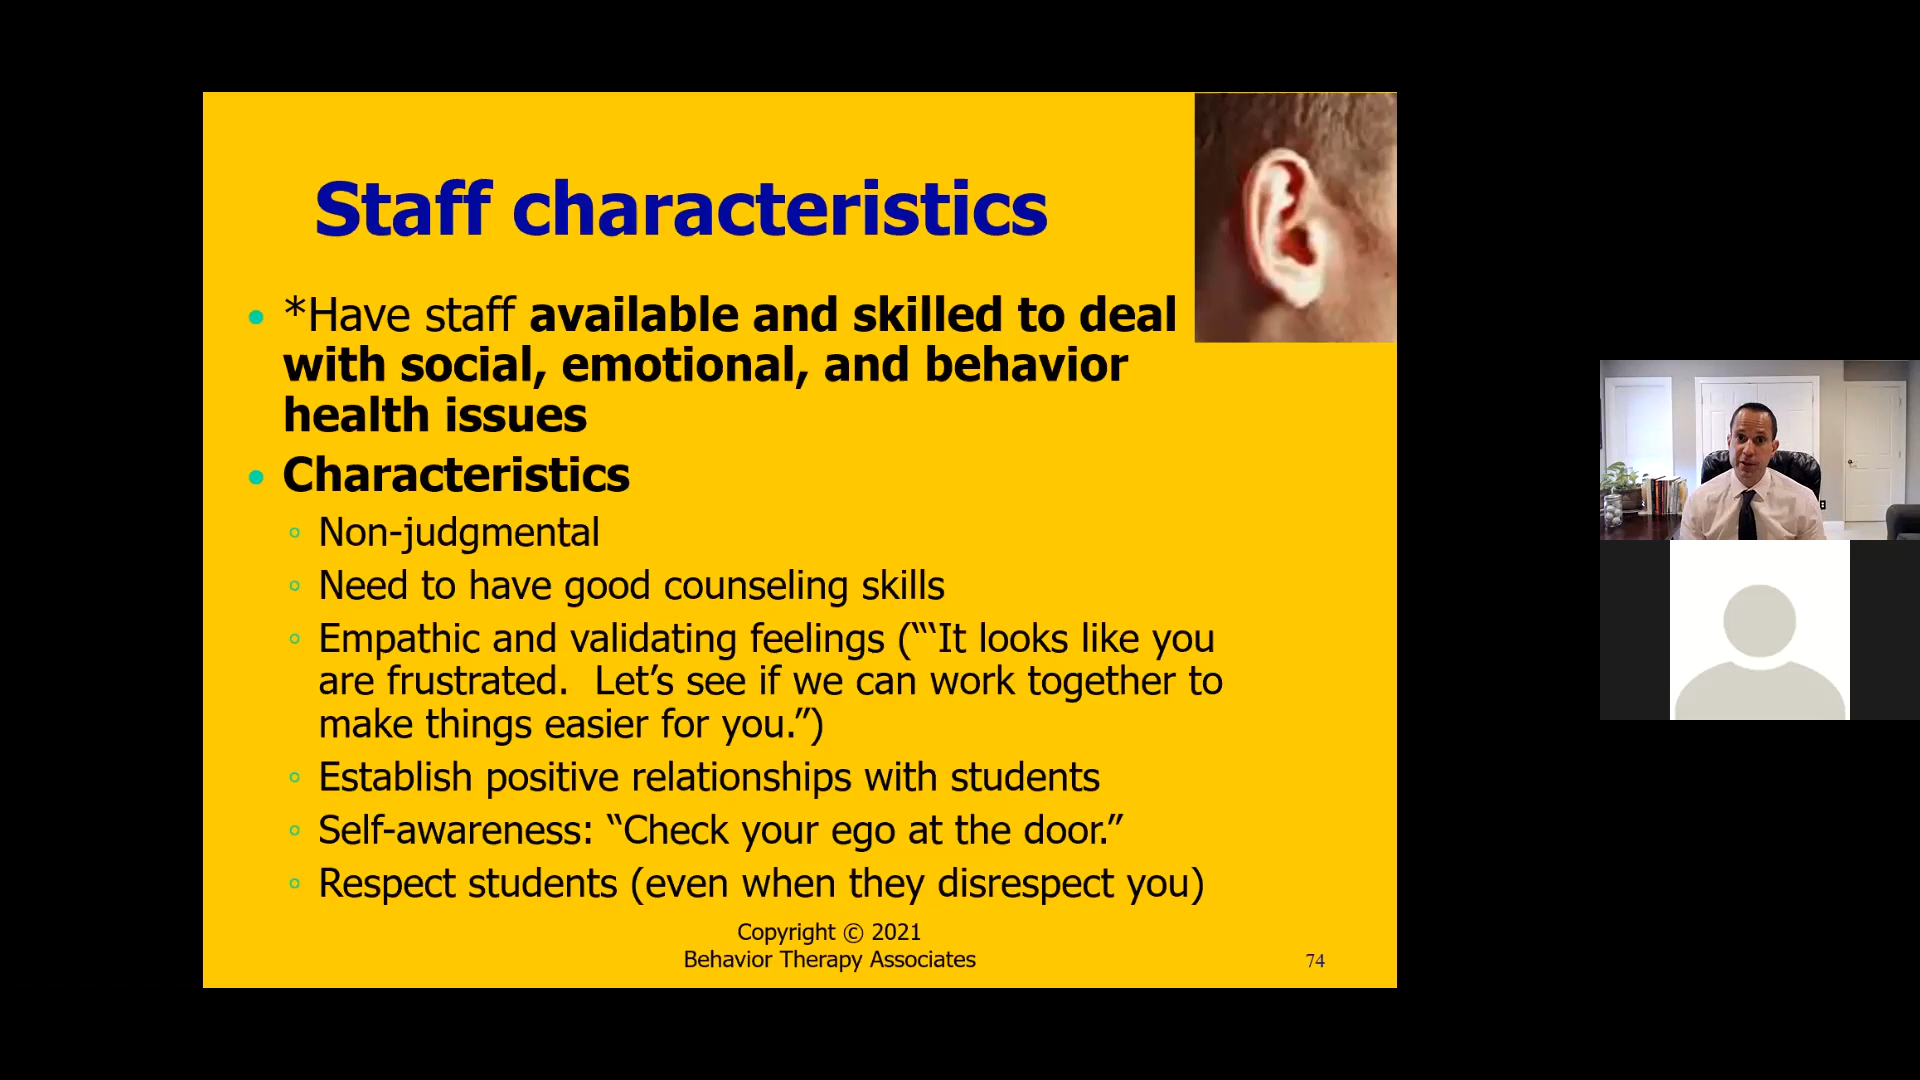 Staff characteristics
• *Have staff available and skilled to deal
with social, emotional, and behavior
health issues
• Characteristics
◦ Non-judgmental
◦ Need to have good counseling skills
◦ Empathic and validating feelings (“‘It looks like you
are frustrated.  Let’s see if we can work together to
make things easier for you.”)
◦ Establish positive relationships with students
◦ Self-awareness: “Check your ego at the door.”
◦ Respect students (even when they disrespect you)
Copyright © 2021
Behavior Therapy Associates
74